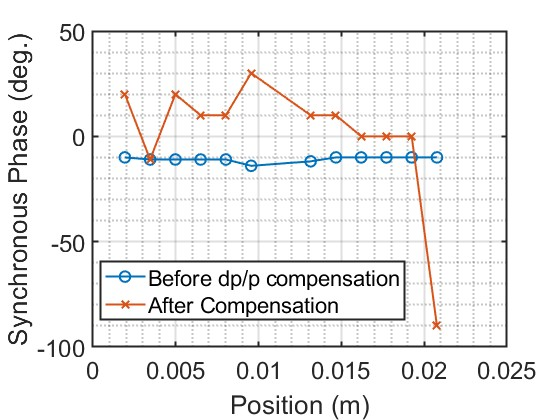 50
0
-50
-100
Synchronous Phase (deg.)
Before dp/p compensation
After Compensation
0
0.005
0.01
0.015
0.02
0.025
Position (m)